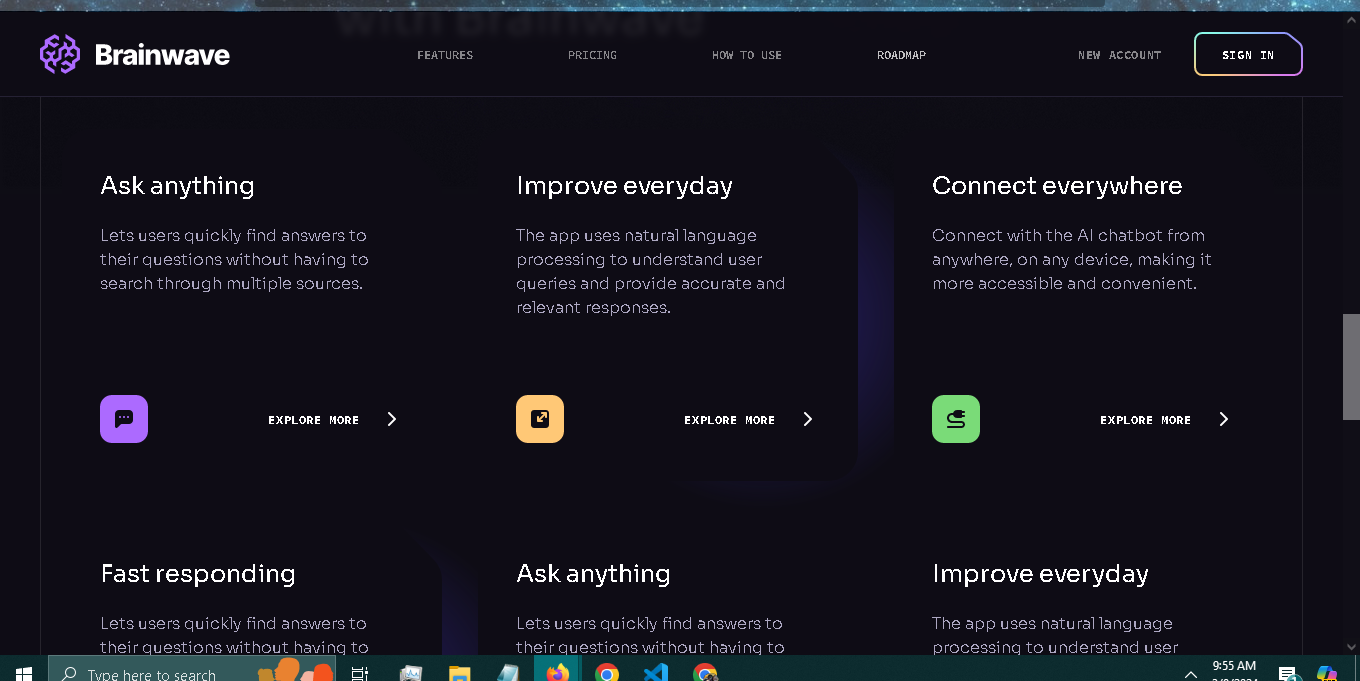 with Brainwave
Brainwave
FEATURES
PRICING
HOW TO USE
ROADMAP
NEW ACCOUNT
SIGN IN
Ask anything
Lets users quickly find answers to
their questions without having to
search through multiple sources.
EXPLORE MORE
Improve everyday
The app uses natural language
processing to understand user
queries and provide accurate and
relevant responses.
EXPLORE MORE
Connect everywhere
Connect with the AI chatbot from
anywhere, on any device, making it
more accessible and convenient.
EXPLORE MORE
Fast responding
Lets users quickly find answers to
their questions without having to
Ask anything
Lets users quickly find answers to
their questions without having to
Improve everyday
The app uses natural language
processing to understand user
Type here to search
9:55 AM